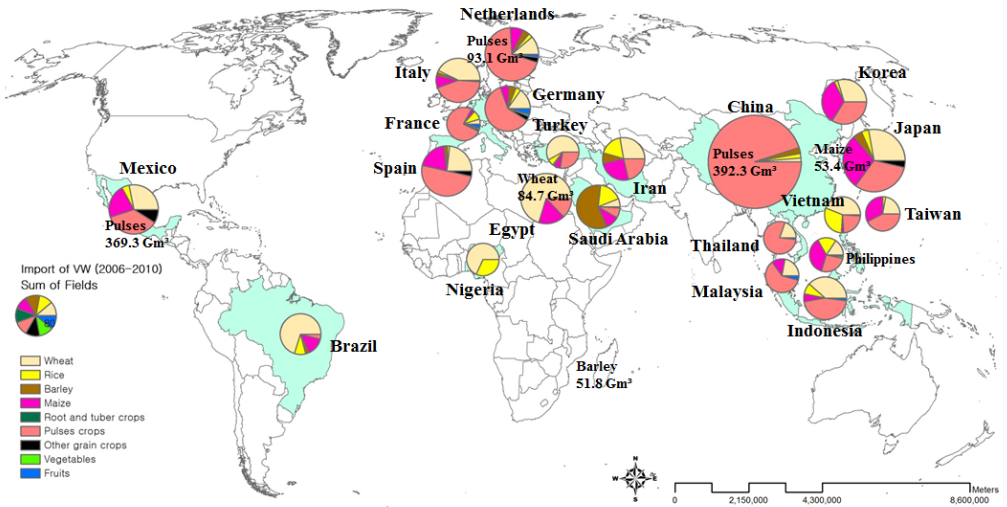 Netherlands
Pulses
93.1 Gm³
Italy
Germany
France
Turkey
Spain
Wheat
84.7 Gm³
Egypt
Iran
Saudi Arabia
Nigeria
Korea
China
Pulses
392.3 Gm³
Japan
Maize
53.4 Gm³
Vietnam
Taiwan
Thailand
Philippines
Malaysia
Indonesia
Mexico
Pulses
369.3 Gm³
Brazil
Barley
51.8 Gm³
Import of VW (2006-2010)
Sum of Fields
80
Wheat
Rice
Barley
Maize
Root and tuber crops
Pulses crops
Other grain crops
Vegetables
Fruits
N
W E
S
Meters
0 2,150,000 4,300,000 8,600,000